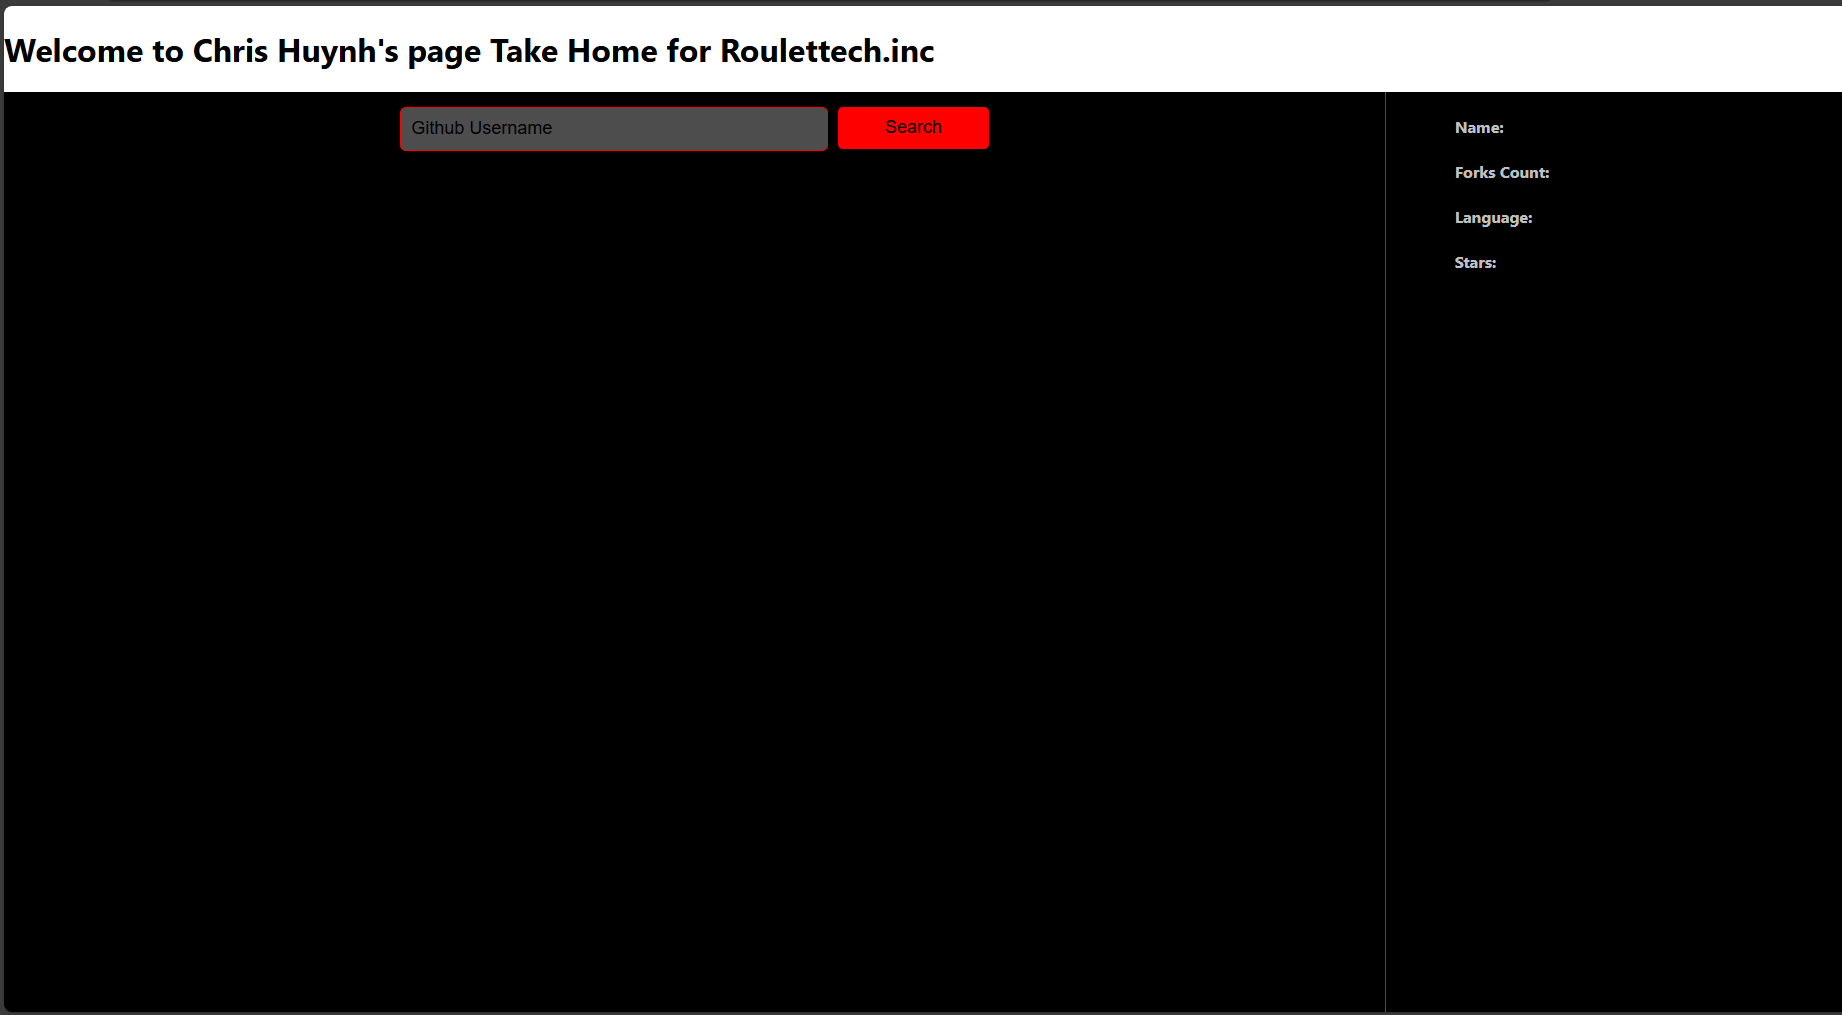 Welcome to Chris Huynh's page Take Home for Roulettech.inc
Github Username
Search
Name:
Forks Count:
Language:
Stars: